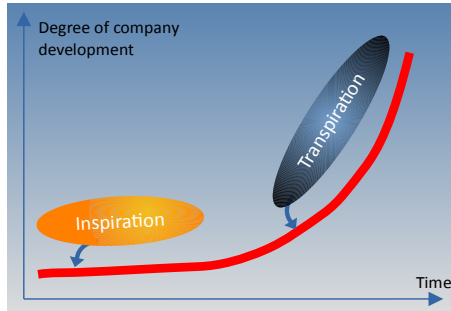 Degree of company
development
Transpiration
Inspiration
Time